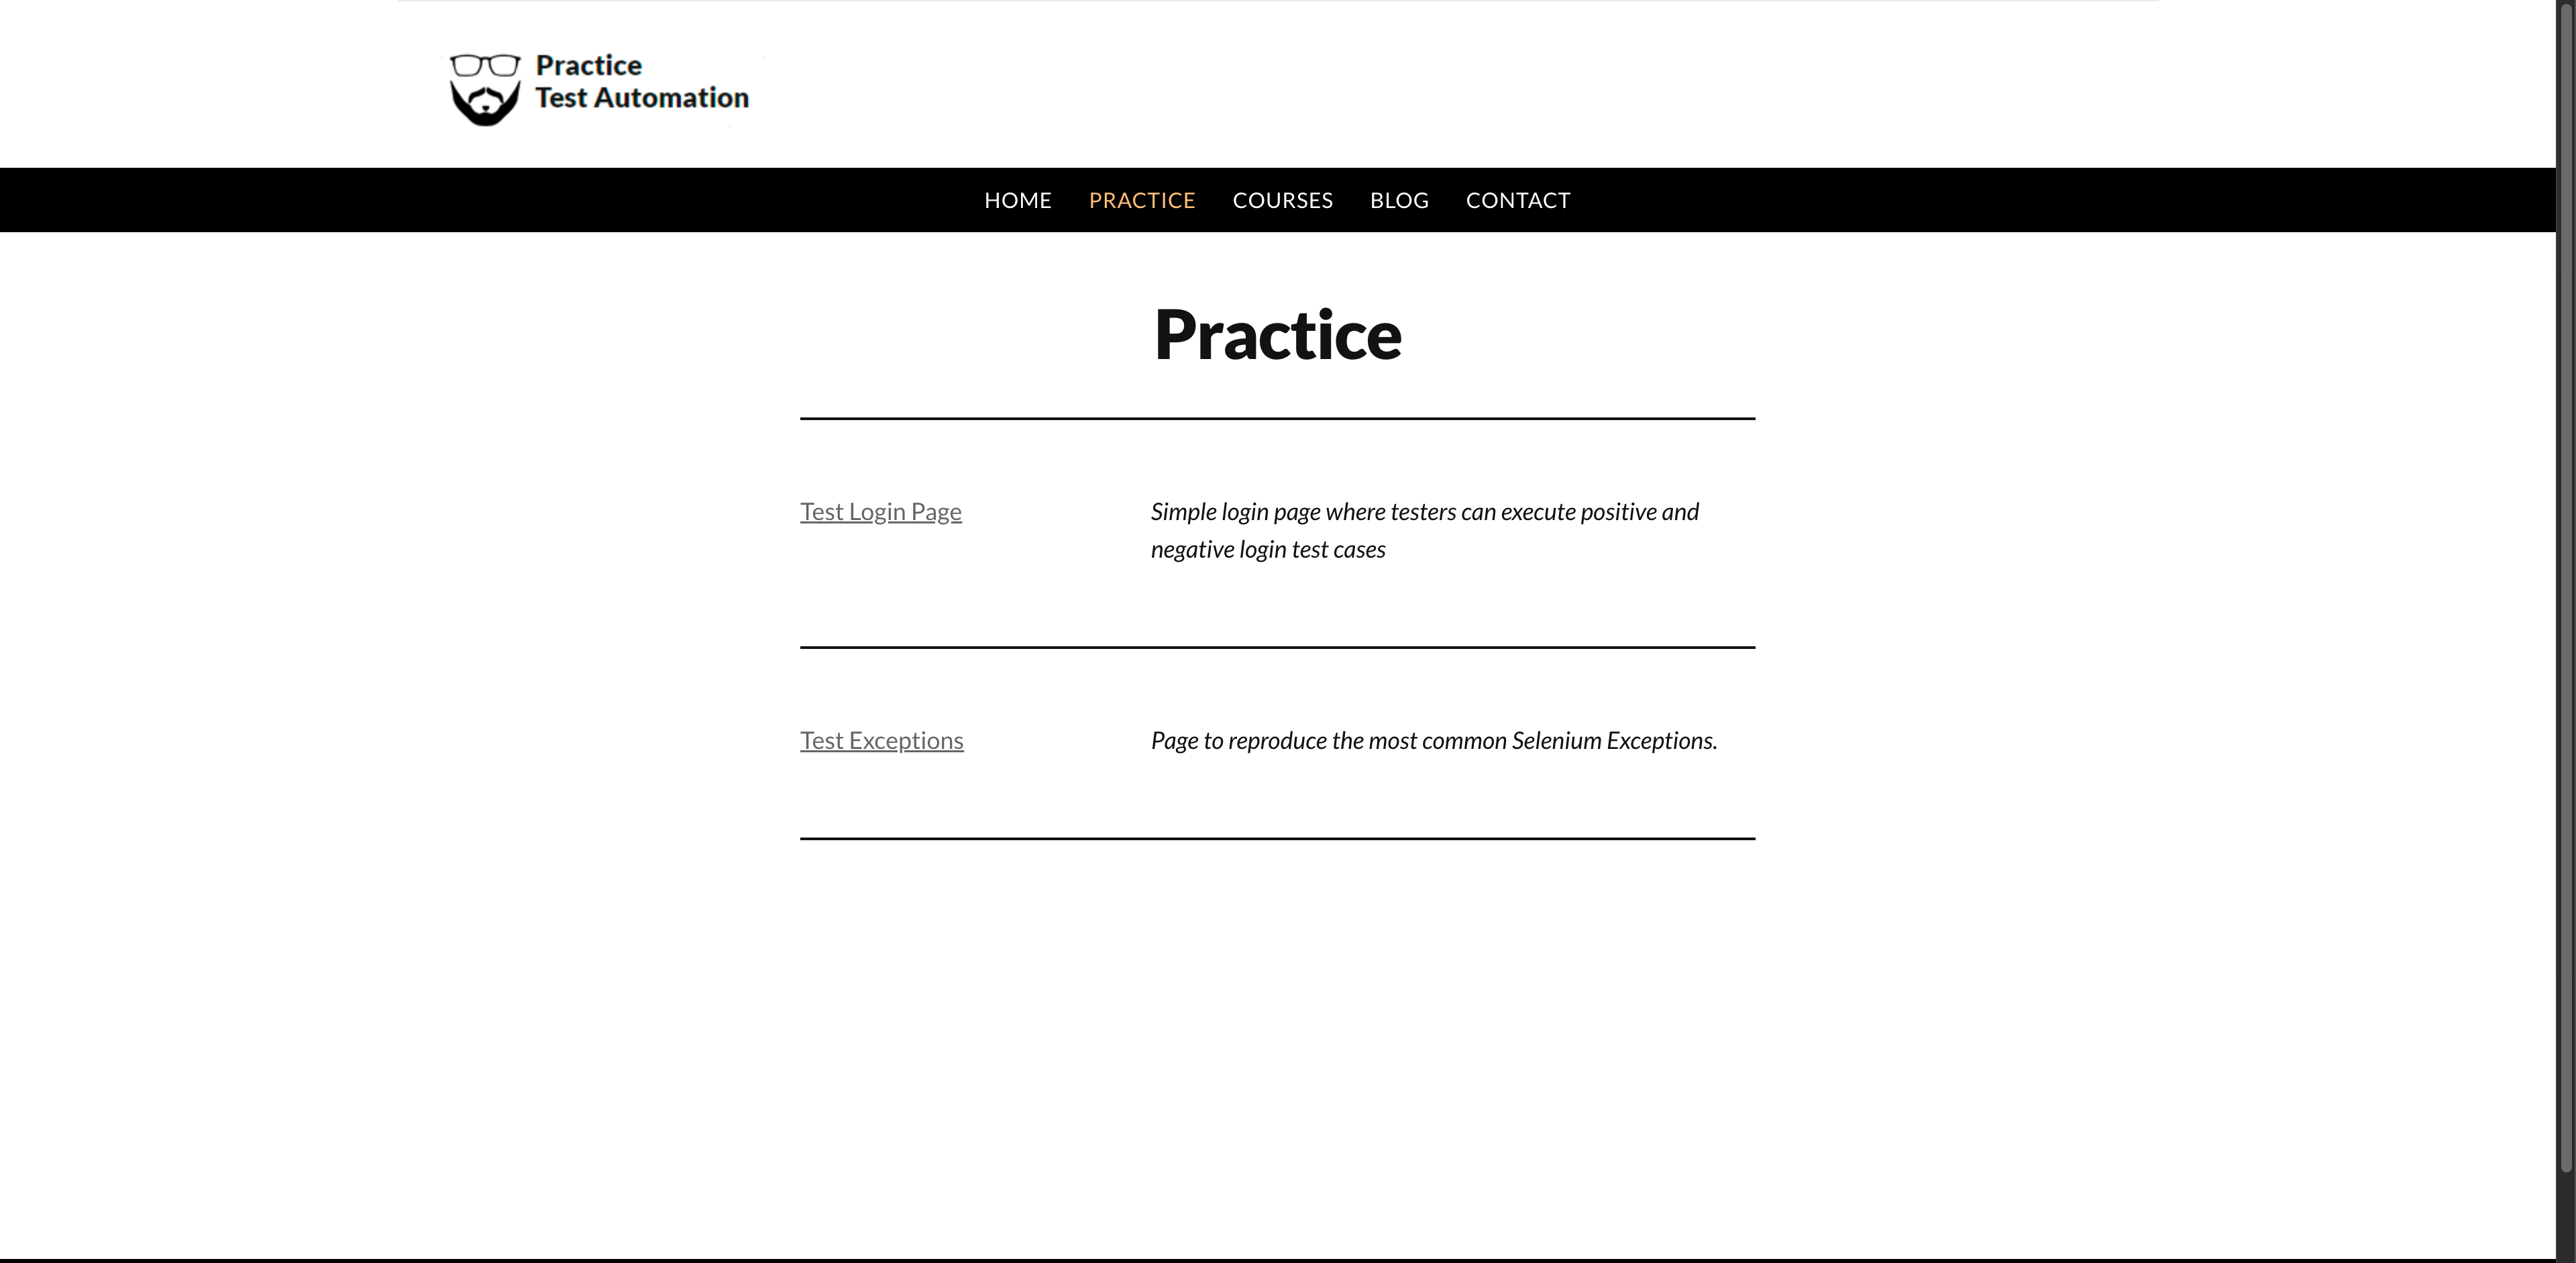 Practice
Test Automation
HOME PRACTICE COURSES BLOG CONTACT
Practice
Test Login Page
Simple login page where testers can execute positive and
negative login test cases
Test Exceptions
Page to reproduce the most common Selenium Exceptions.